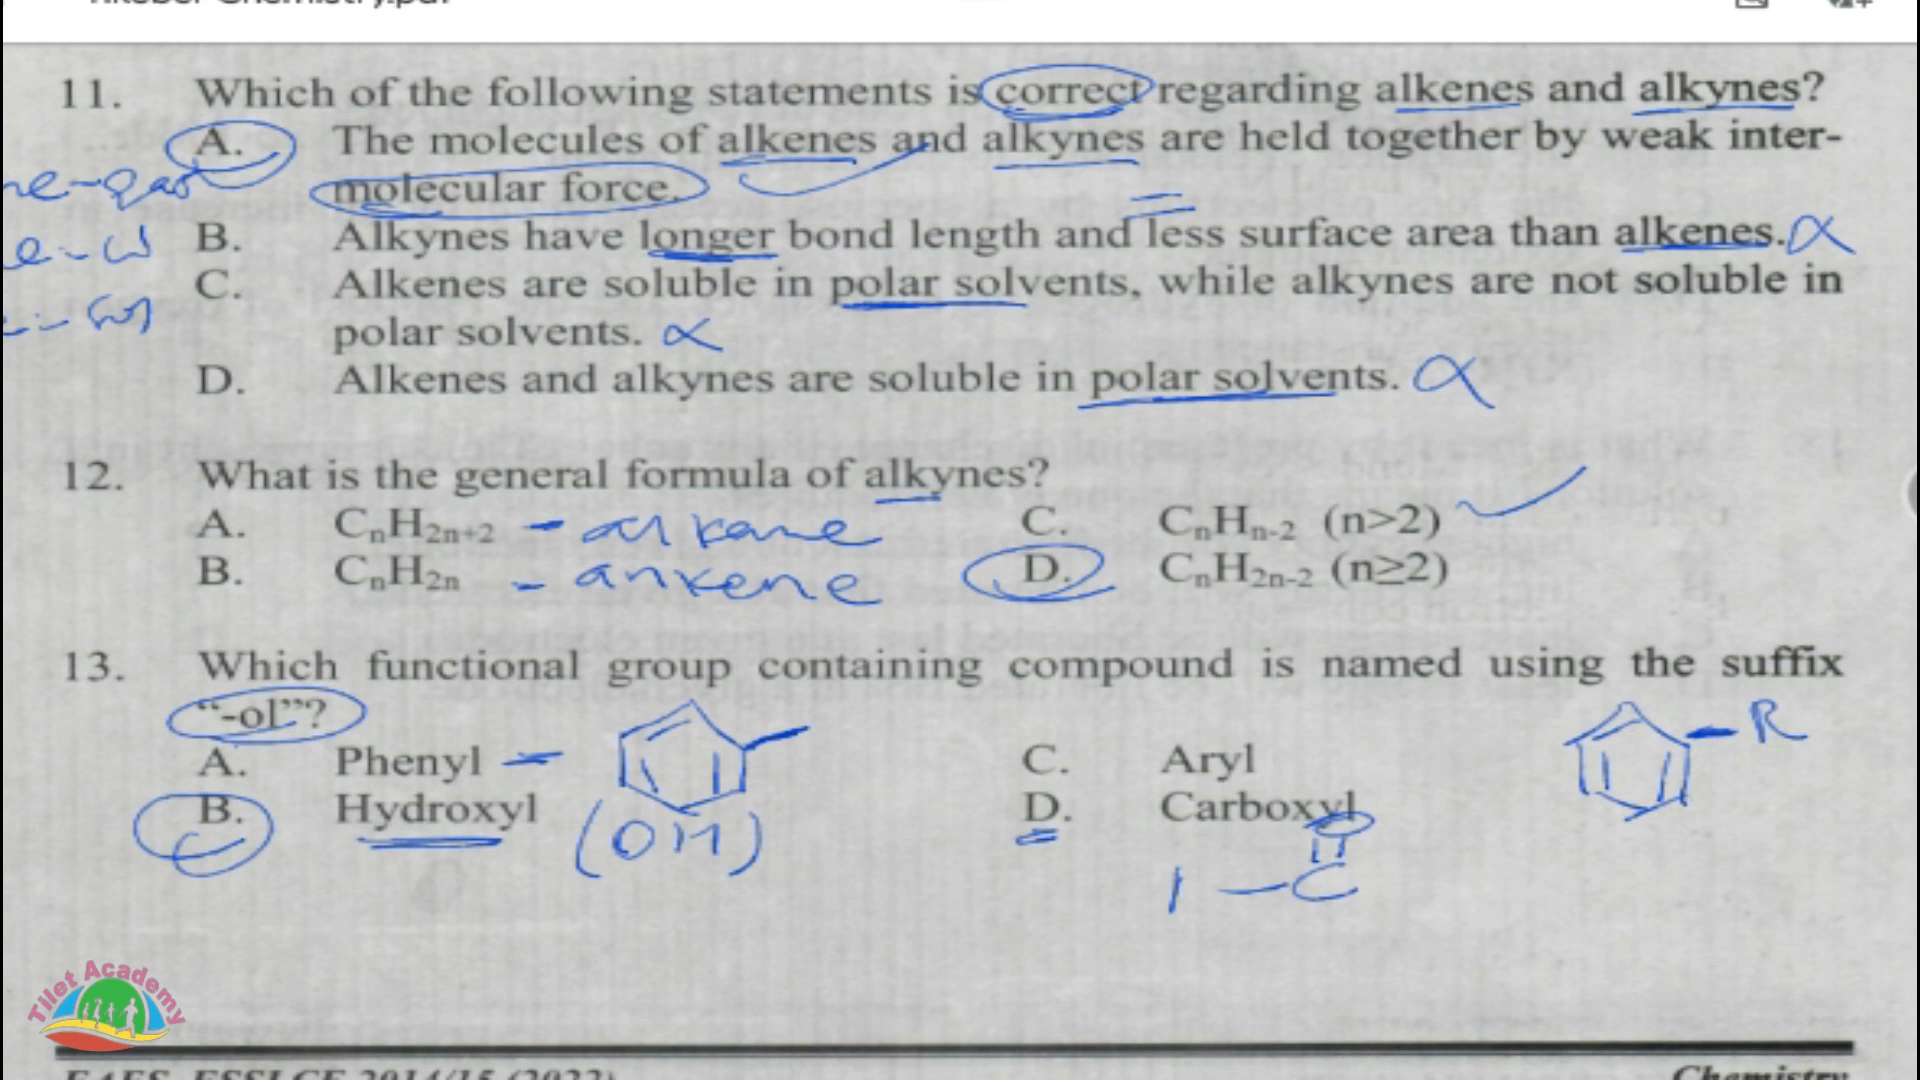 11. Which of the following statements is correct regarding alkenes and alkynes?
A. The molecules of alkenes and alkynes are held together by weak inter-
molecular force.
B. Alkynes have longer bond length and less surface area than alkenes.
C. Alkenes are soluble in polar solvents, while alkynes are not soluble in
polar solvents.
D. Alkenes and alkynes are soluble in polar solvents.
12. What is the general formula of alkynes?
A. CₙH₂ₙ₊₂ - alkane C. CₙHₙ₋₂ (n>2)
B. CₙH₂ₙ - ankene D. CₙH₂ₙ₋₂ (n≥2)
13. Which functional group containing compound is named using the suffix
“-ol”?
A. Phenyl C. Aryl
R
B. Hydroxyl (OH) D. Carboxyl
C
Tilet Academy
Chemistry